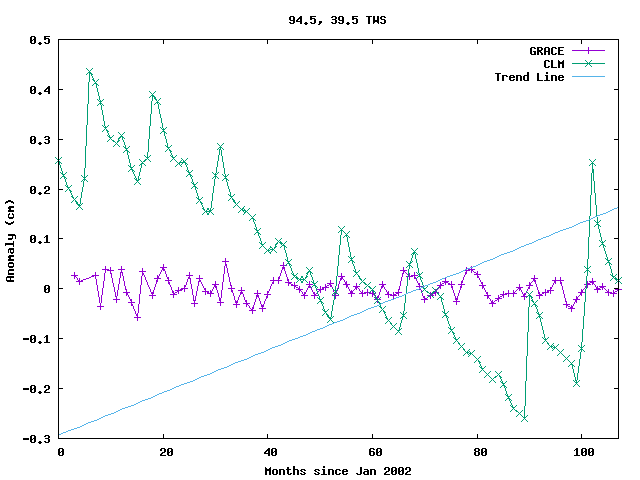 94.5, 39.5 TWS
GRACE
CLM
Trend Line
0.5
0.4
0.3
0.2
0.1
0
-0.1
-0.2
-0.3
Anomaly (cm)
0 20 40 60 80 100
Months since Jan 2002